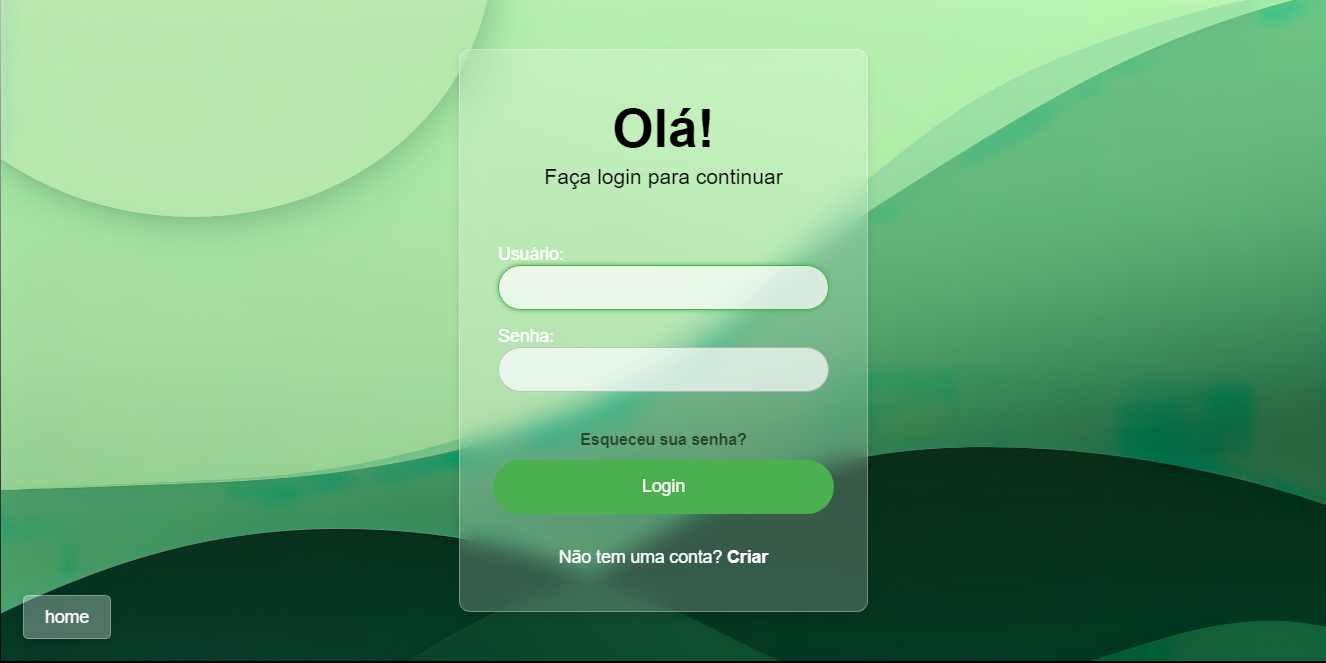 Olá!
Faça login para continuar
Usuário:
Senha:
Esqueceu sua senha?
Login
Não tem uma conta? Criar
home